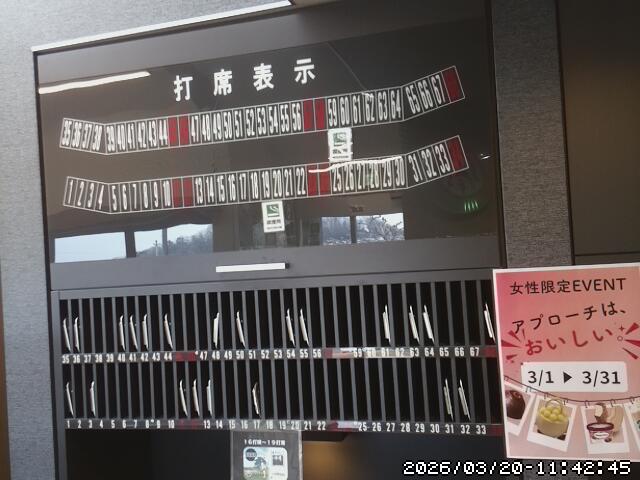 打席表示
35 36 37 38 39 40 41 42 43 44 47 48 49 50 51 52 53 54 55 56 59 60 61 62 63 64 65 66 67
1 2 3 4 5 6 7 8 9 10 13 14 15 16 17 18 19 20 21 22 25 26 27 28 29 30 31 32 33
35 36 37 38 39 40 41 42 43 44 47 48 49 50 51 52 53 54 55 56 59 60 61 62 63 64 65 66 67
1 2 3 4 5 6 7 8 9 10 13 14 15 16 17 18 19 20 21 22 25 26 27 28 29 30 31 32 33
女性限定EVENT
アプローチは、
おいしい。
3/1 ▶ 3/31
2026/03/20-11:42:45